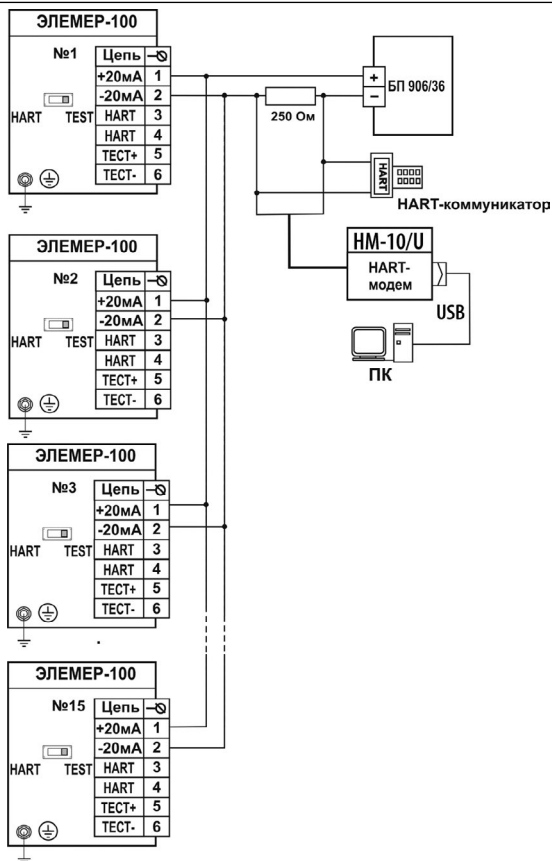 ЭЛЕМЕР-100
№1
Цепь
+20мА 1
-20мА 2
HART 3
HART 4
ТЕСТ+ 5
ТЕСТ- 6
HART TEST
250 Ом
+
−
БП 906/36
HART
HART-коммуникатор
HM-10/U
HART-
модем
USB
ПК
ЭЛЕМЕР-100
№2
Цепь
+20мА 1
-20мА 2
HART 3
HART 4
ТЕСТ+ 5
ТЕСТ- 6
HART TEST
ЭЛЕМЕР-100
№3
Цепь
+20мА 1
-20мА 2
HART 3
HART 4
ТЕСТ+ 5
ТЕСТ- 6
HART TEST
ЭЛЕМЕР-100
№15
Цепь
+20мА 1
-20мА 2
HART 3
HART 4
ТЕСТ+ 5
ТЕСТ- 6
HART TEST